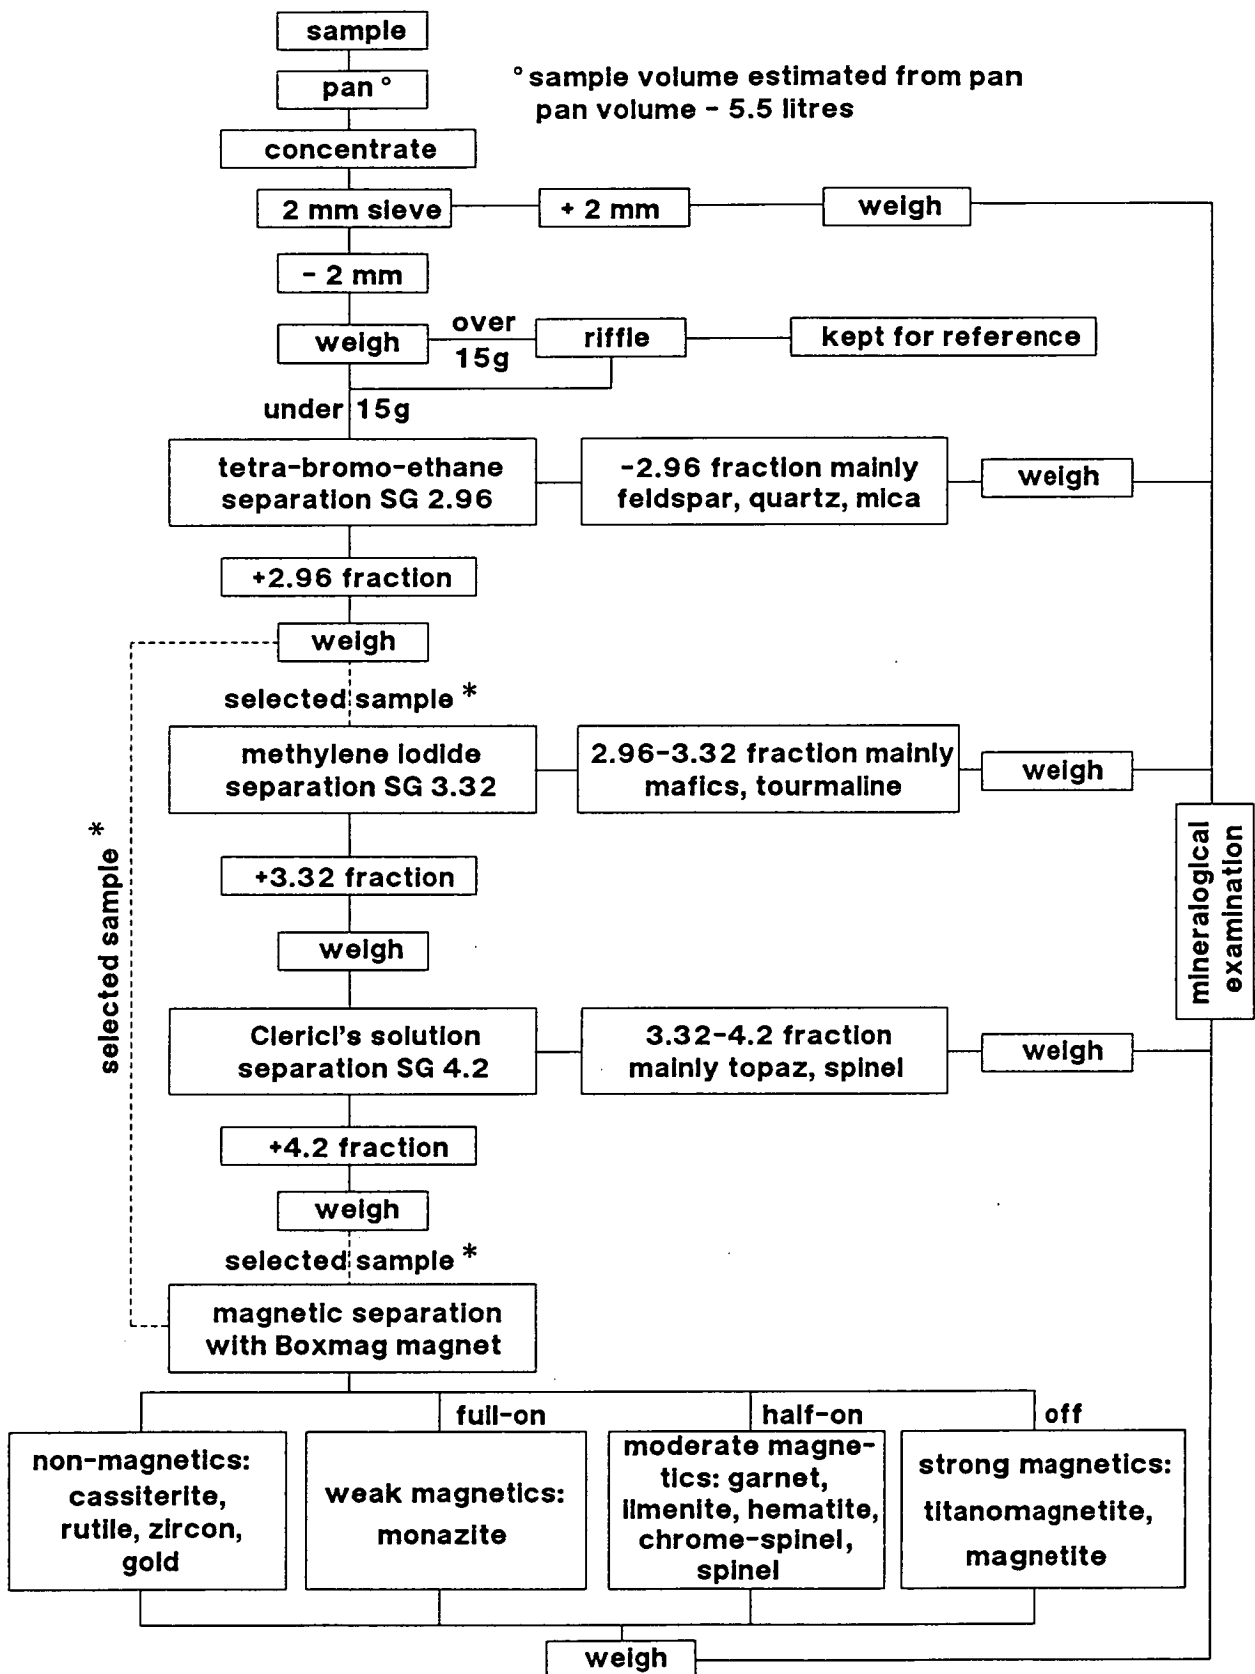 sample
pan°
°sample volume estimated from pan
pan volume - 5.5 litres
concentrate
2 mm sieve
+ 2 mm
weigh
- 2 mm
weigh
over
15g
riffle
kept for reference
under 15g
tetra-bromo-ethane
separation SG 2.96
-2.96 fraction mainly
feldspar, quartz, mica
weigh
+2.96 fraction
weigh
selected sample *
methylene iodide
separation SG 3.32
2.96-3.32 fraction mainly
mafics, tourmaline
weigh
selected sample *
mineralogical
examination
+3.32 fraction
weigh
Clerici's solution
separation SG 4.2
3.32-4.2 fraction
mainly topaz, spinel
weigh
+4.2 fraction
weigh
selected sample *
magnetic separation
with Boxmag magnet
full-on
half-on
off
non-magnetics:
cassiterite,
rutile, zircon,
gold
weak magnetics:
monazite
moderate magne-
tics: garnet,
ilmenite, hematite,
chrome-spinel,
spinel
strong magnetics:
titanomagnetite,
magnetite
weigh